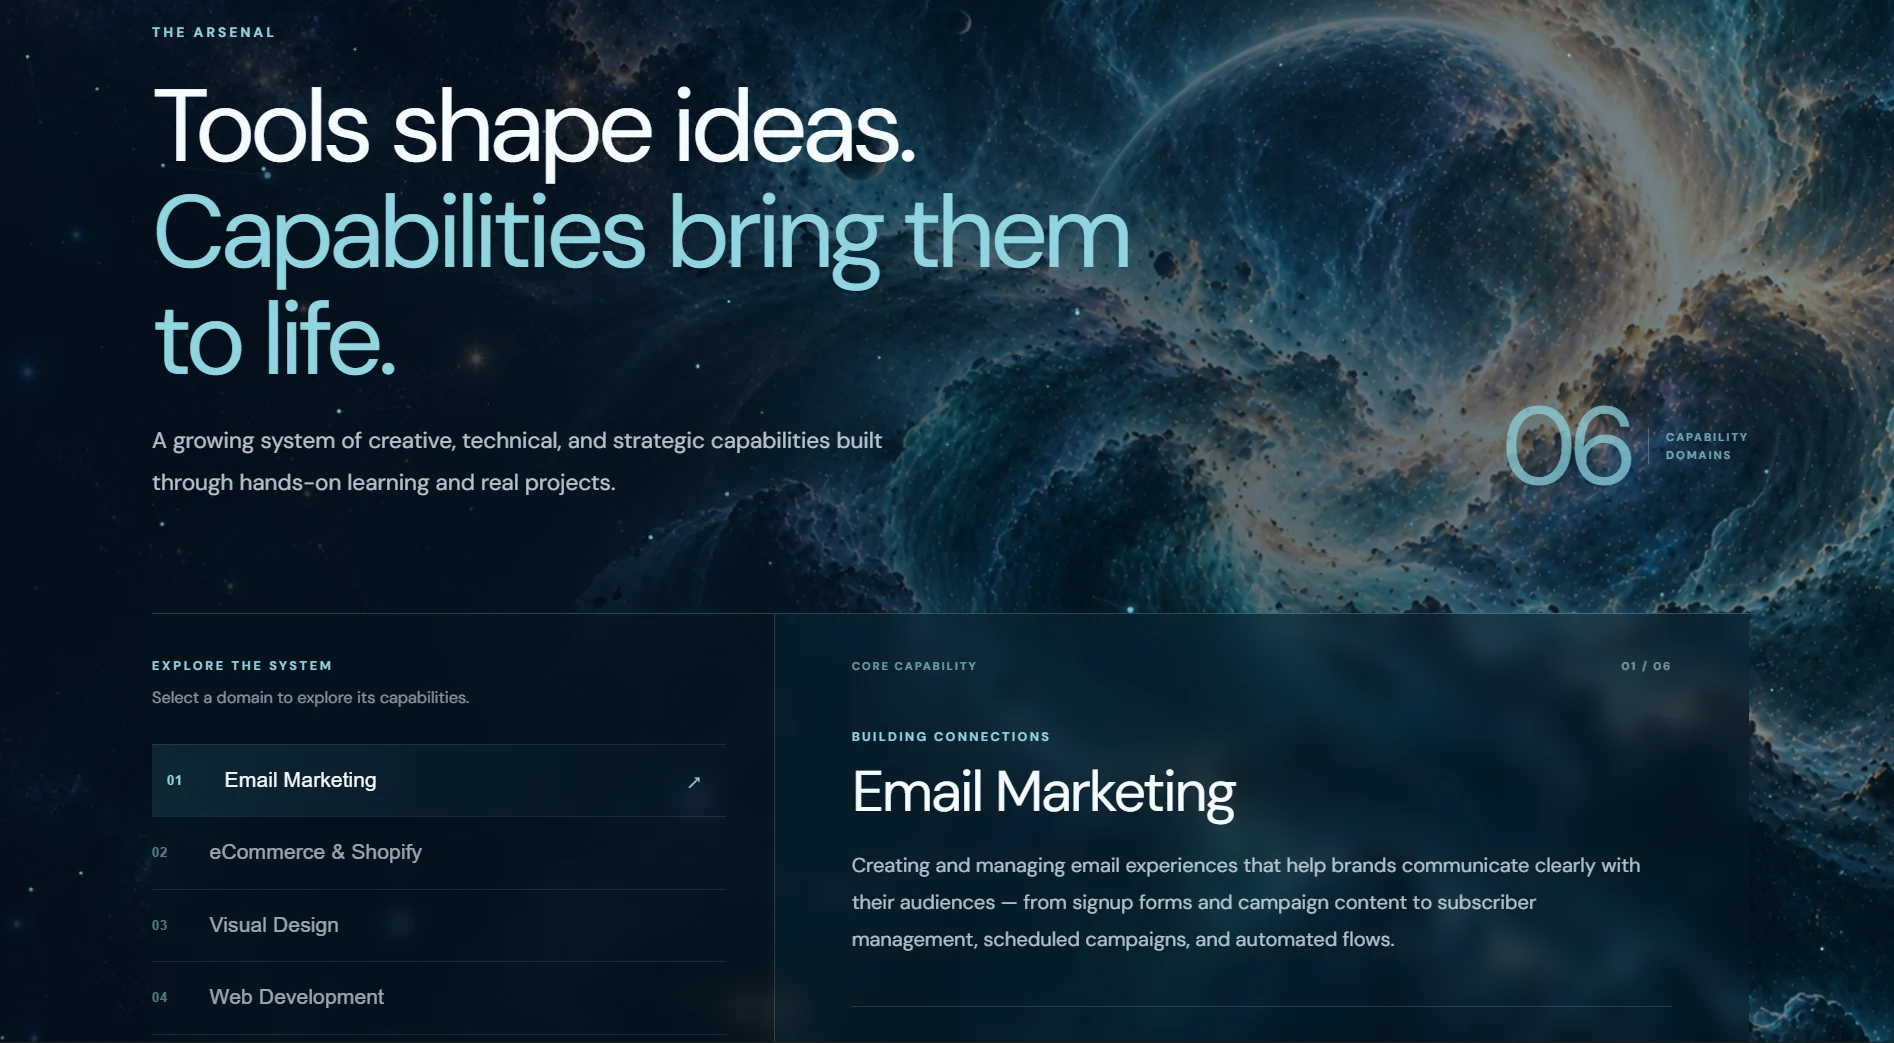 THE ARSENAL
Tools shape ideas.
Capabilities bring them
to life.
A growing system of creative, technical, and strategic capabilities built
through hands-on learning and real projects.
06
CAPABILITY
DOMAINS
EXPLORE THE SYSTEM
Select a domain to explore its capabilities.
01 Email Marketing ↗
02 eCommerce & Shopify
03 Visual Design
04 Web Development
CORE CAPABILITY
01 / 06
BUILDING CONNECTIONS
Email Marketing
Creating and managing email experiences that help brands communicate clearly with
their audiences — from signup forms and campaign content to subscriber
management, scheduled campaigns, and automated flows.